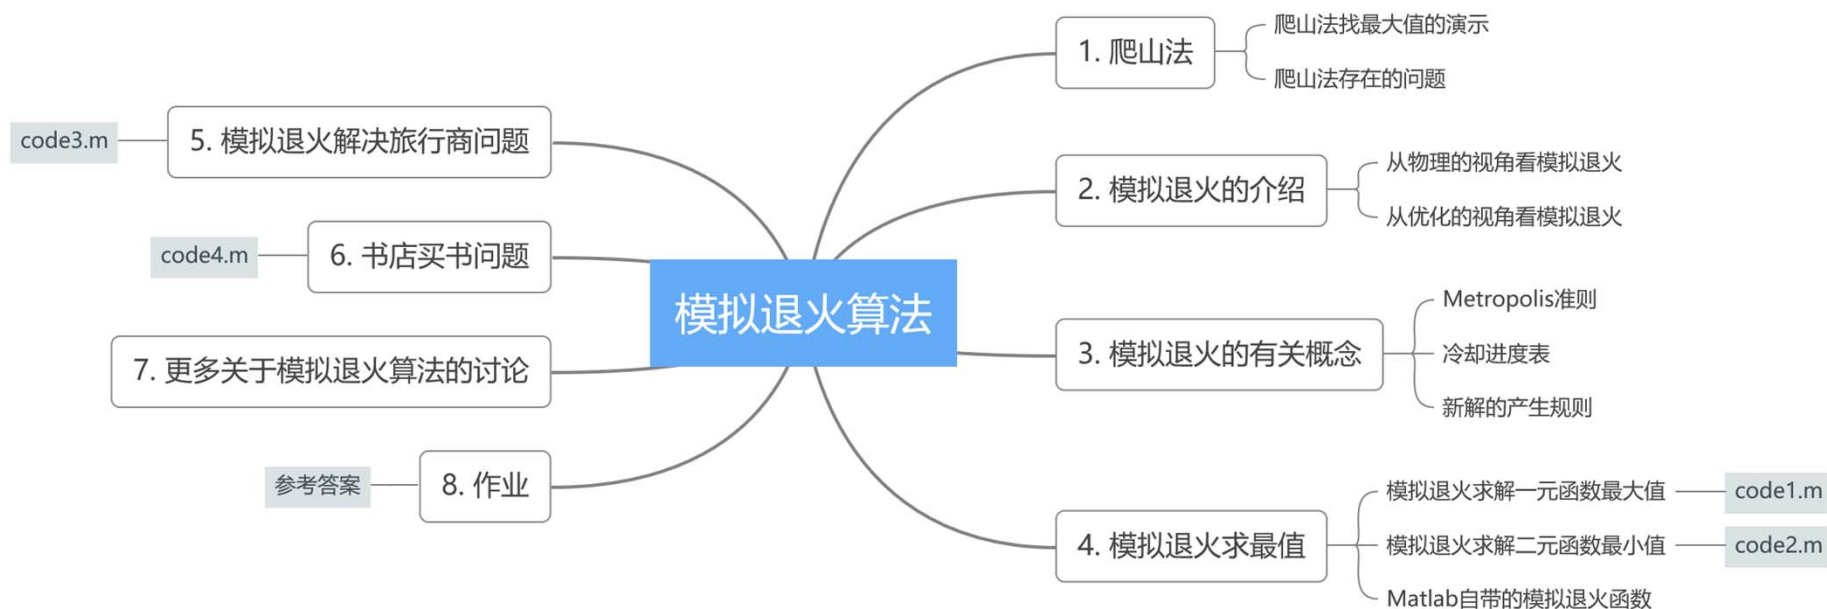 模拟退火算法
1. 爬山法
爬山法找最大值的演示
爬山法存在的问题
2. 模拟退火的介绍
从物理的视角看模拟退火
从优化的视角看模拟退火
3. 模拟退火的有关概念
Metropolis准则
冷却进度表
新解的产生规则
4. 模拟退火求最值
模拟退火求解一元函数最大值
code1.m
模拟退火求解二元函数最小值
code2.m
Matlab自带的模拟退火函数
5. 模拟退火解决旅行商问题
code3.m
6. 书店买书问题
code4.m
7. 更多关于模拟退火算法的讨论
8. 作业
参考答案